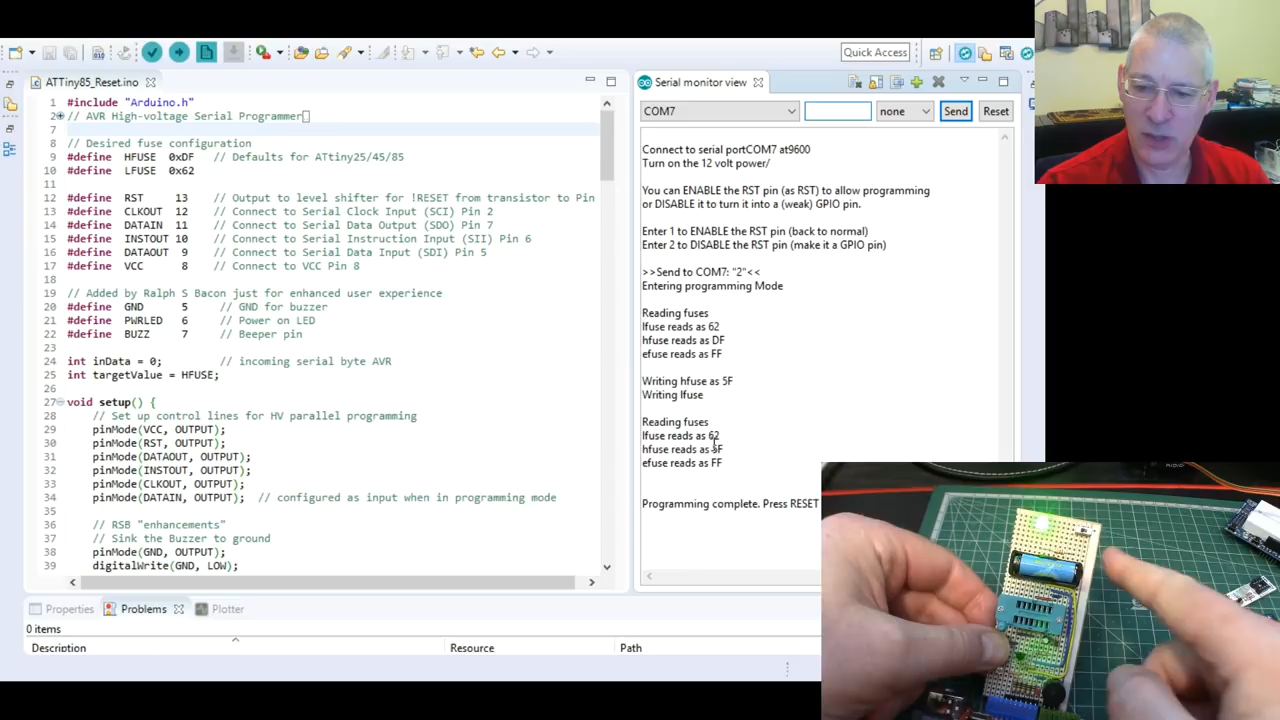 Quick Access
ATTiny85_Reset.ino
1 #include "Arduino.h"
2 // AVR High-voltage Serial Programmer
7
8 // Desired fuse configuration
9 #define HFUSE 0xDF // Defaults for ATtiny25/45/85
10 #define LFUSE 0x62
11
12 #define RST 13 // Output to level shifter for !RESET from transistor to Pin
13 #define CLKOUT 12 // Connect to Serial Clock Input (SCI) Pin 2
14 #define DATAIN 11 // Connect to Serial Data Output (SDO) Pin 7
15 #define INSTOUT 10 // Connect to Serial Instruction Input (SII) Pin 6
16 #define DATAOUT 9 // Connect to Serial Data Input (SDI) Pin 5
17 #define VCC 8 // Connect to VCC Pin 8
18
19 // Added by Ralph S Bacon just for enhanced user experience
20 #define GND 5 // GND for buzzer
21 #define PWRLED 6 // Power on LED
22 #define BUZZ 7 // Beeper pin
23
24 int inData = 0; // incoming serial byte AVR
25 int targetValue = HFUSE;
26
27 void setup() {
28 // Set up control lines for HV parallel programming
29 pinMode(VCC, OUTPUT);
30 pinMode(RST, OUTPUT);
31 pinMode(DATAOUT, OUTPUT);
32 pinMode(INSTOUT, OUTPUT);
33 pinMode(CLKOUT, OUTPUT);
34 pinMode(DATAIN, OUTPUT); // configured as input when in programming mode
35
36 // RSB "enhancements"
37 // Sink the Buzzer to ground
38 pinMode(GND, OUTPUT);
39 digitalWrite(GND, LOW);
Serial monitor view
COM7 none Send Reset
Connect to serial portCOM7 at9600
Turn on the 12 volt power/
You can ENABLE the RST pin (as RST) to allow programming
or DISABLE it to turn it into a (weak) GPIO pin.
Enter 1 to ENABLE the RST pin (back to normal)
Enter 2 to DISABLE the RST pin (make it a GPIO pin)
>>Send to COM7: "2"<<
Entering programming Mode
Reading fuses
lfuse reads as 62
hfuse reads as DF
efuse reads as FF
Writing hfuse as 5F
Writing lfuse
Reading fuses
lfuse reads as 62
hfuse reads as 5F
efuse reads as FF
Programming complete. Press RESET
Properties Problems Plotter
0 items
Description Resource Path